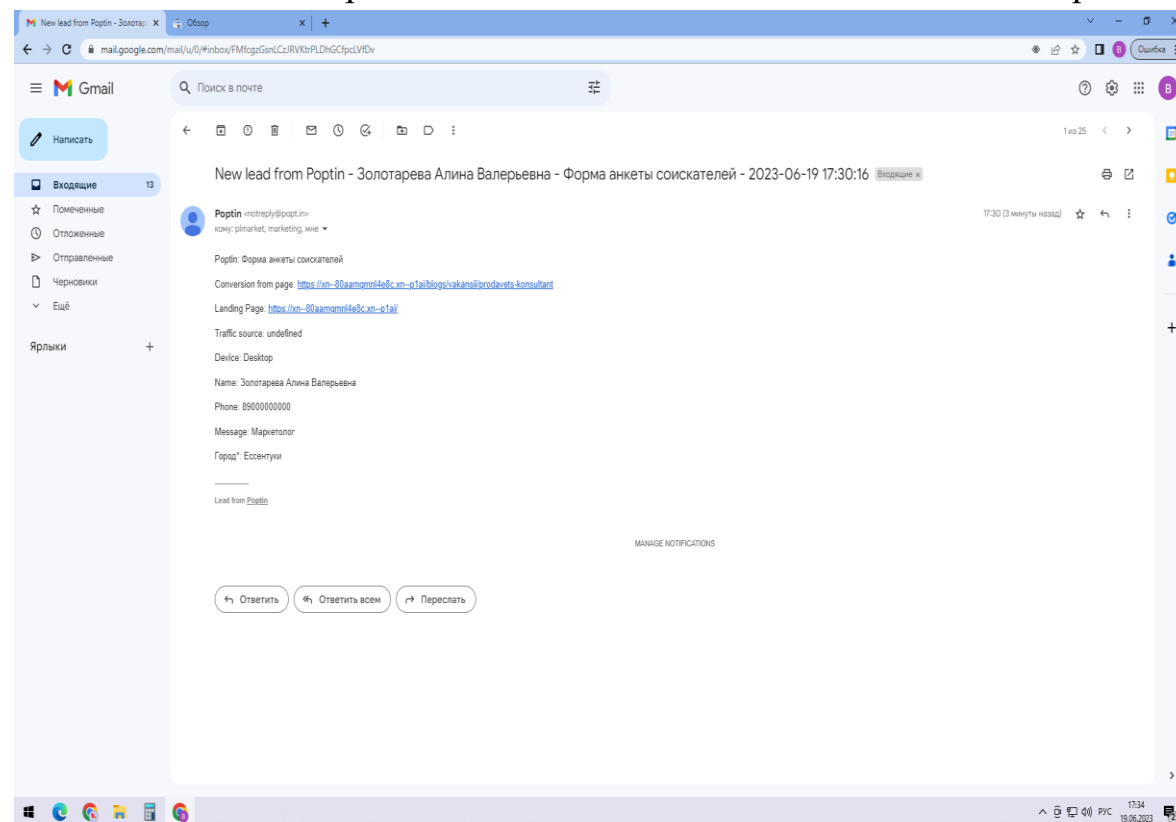 New lead from Poptin - Золотар
Обзор
mail.google.com/mail/u/0/#inbox/FMfcgzGsnLCzJRVKtrPLDhGCfpcLVfDv
B
Ошибка
Gmail
Поиск в почте
B
Написать
1 из 25
Входящие 13
Помеченные
Отложенные
Отправленные
Черновики
Ещё
Ярлыки
New lead from Poptin - Золотарева Алина Валерьевна - Форма анкеты соискателей - 2023-06-19 17:30:16 Входящие x
Poptin <notreply@popt.in> 17:30 (3 минуты назад)
кому: plmarket, marketing, мне
Poptin: Форма анкеты соискателей
Conversion from page: https://xn--80aamqmnl4e8c.xn--p1ai/blogs/vakansii/prodavets-konsultant
Landing Page: https://xn--80aamqmnl4e8c.xn--p1ai/
Traffic source: undefined
Device: Desktop
Name: Золотарева Алина Валерьевна
Phone: 89000000000
Message: Маркетолог
Город*: Ессентуки
Lead from Poptin
MANAGE NOTIFICATIONS
Ответить
Ответить всем
Переслать
РУС
17:34
19.06.2023